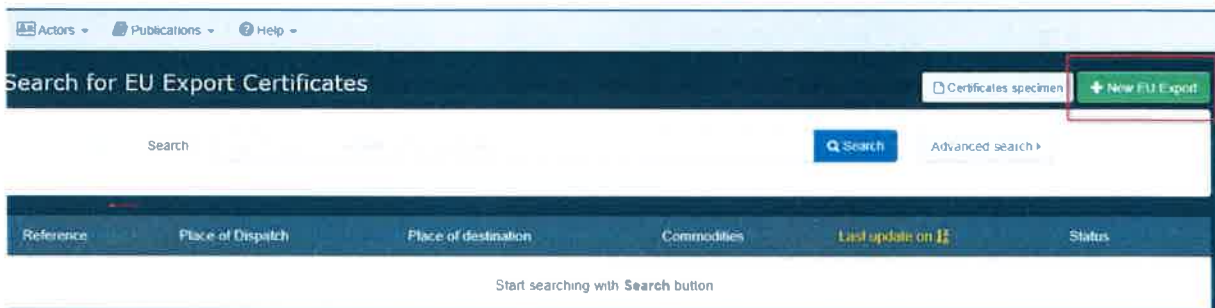 Actors Publications Help
Search for EU Export Certificates
Certificates specimen + New EU Export
Search Search Advanced search
Reference Place of Dispatch Place of destination Commodities Last update on Status
Start searching with Search button